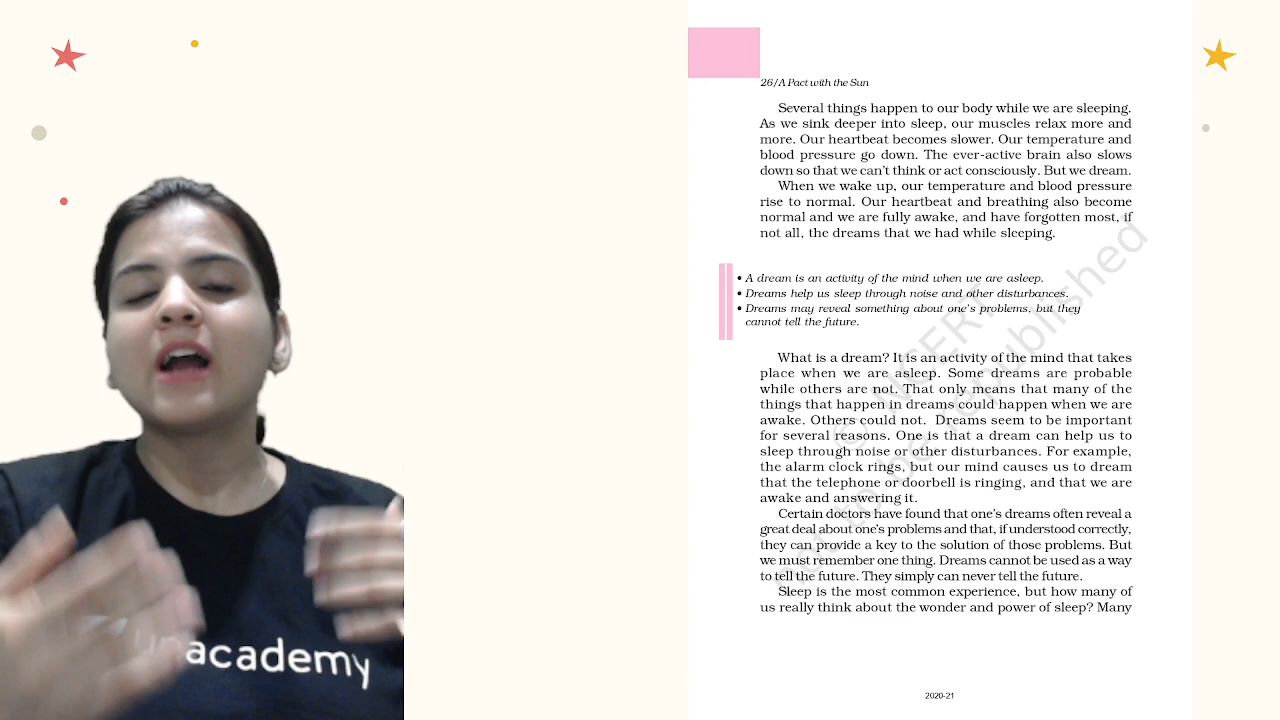 26/A Pact with the Sun
Several things happen to our body while we are sleeping.
As we sink deeper into sleep, our muscles relax more and
more. Our heartbeat becomes slower. Our temperature and
blood pressure go down. The ever-active brain also slows
down so that we can't think or act consciously. But we dream.
When we wake up, our temperature and blood pressure
rise to normal. Our heartbeat and breathing also become
normal and we are fully awake, and have forgotten most, if
not all, the dreams that we had while sleeping.
• A dream is an activity of the mind when we are asleep.
• Dreams help us sleep through noise and other disturbances.
• Dreams may reveal something about one's problems, but they
cannot tell the future.
What is a dream? It is an activity of the mind that takes
place when we are asleep. Some dreams are probable
while others are not. That only means that many of the
things that happen in dreams could happen when we are
awake. Others could not. Dreams seem to be important
for several reasons. One is that a dream can help us to
sleep through noise or other disturbances. For example,
the alarm clock rings, but our mind causes us to dream
that the telephone or doorbell is ringing, and that we are
awake and answering it.
Certain doctors have found that one's dreams often reveal a
great deal about one's problems and that, if understood correctly,
they can provide a key to the solution of those problems. But
we must remember one thing. Dreams cannot be used as a way
to tell the future. They simply can never tell the future.
Sleep is the most common experience, but how many of
us really think about the wonder and power of sleep? Many
2020-21
© NCERT
not to be republished
unacademy